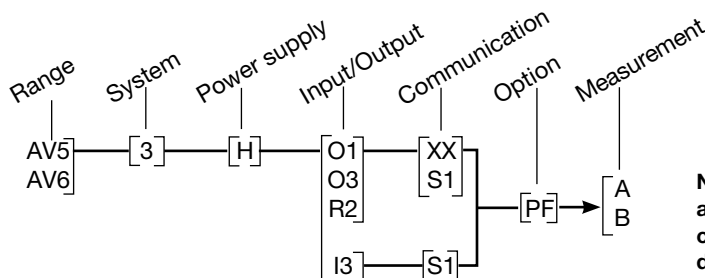 Range
System
Power supply
Input/Output
Communication
Option
Measurement
AV5 3 H O1 XX
AV6 O3 S1
R2 PF A
B
I3 S1